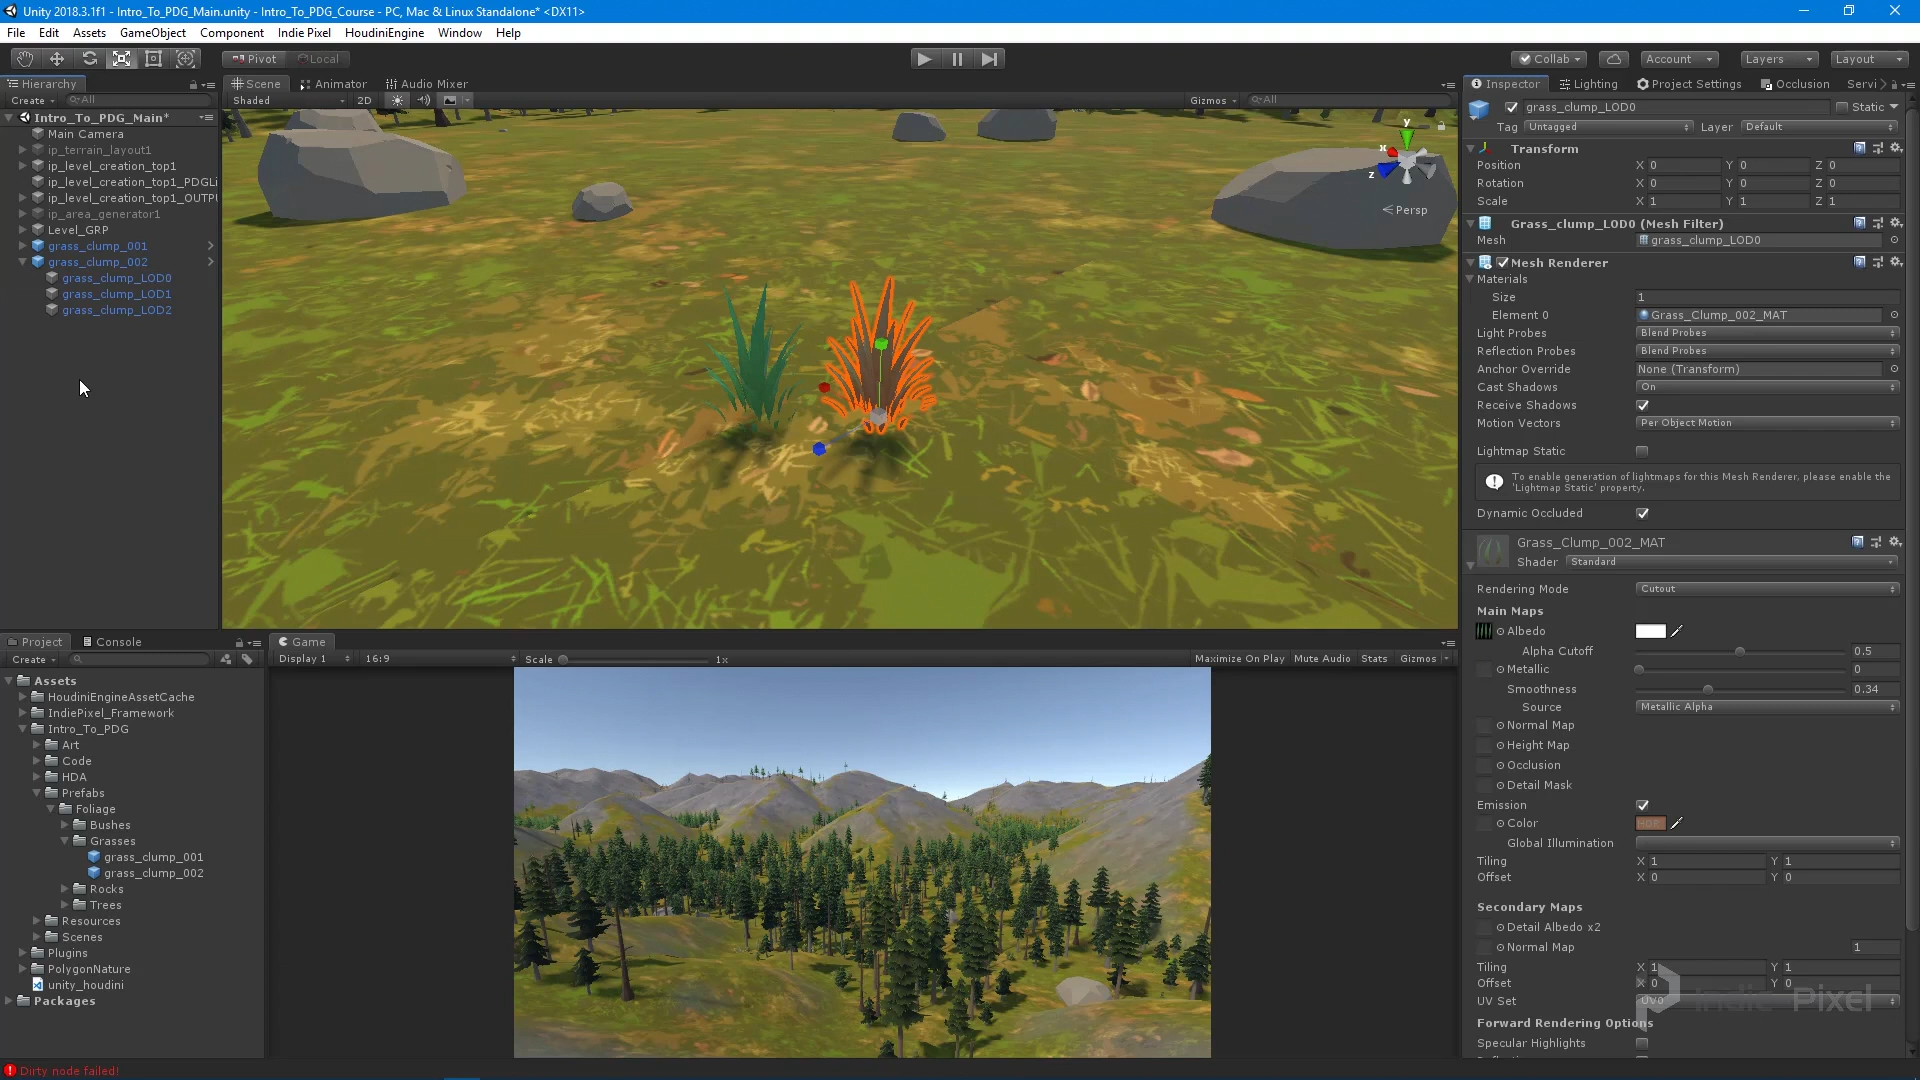 Unity 2018.3.1f1 - Intro_To_PDG_Main.unity - Intro_To_PDG_Course - PC, Mac & Linux Standalone* <DX11>
File Edit Assets GameObject Component Indie Pixel HoudiniEngine Window Help
Pivot Local Collab Account Layers Layout
Hierarchy
Create All
Intro_To_PDG_Main*
Main Camera
ip_terrain_layout1
ip_level_creation_top1
ip_level_creation_top1_PDGLi
ip_level_creation_top1_OUTPU
ip_area_generator1
Level_GRP
grass_clump_001
grass_clump_002
grass_clump_LOD0
grass_clump_LOD1
grass_clump_LOD2
Scene Animator Audio Mixer
Shaded 2D Gizmos All
y
x
z
Persp
Inspector Lighting Project Settings Occlusion Servi
grass_clump_LOD0 Static
Tag Untagged Layer Default
Transform
Position X 0 Y 0 Z 0
Rotation X 0 Y 0 Z 0
Scale X 1 Y 1 Z 1
Grass_clump_LOD0 (Mesh Filter)
Mesh grass_clump_LOD0
Mesh Renderer
Materials
Size 1
Element 0 Grass_Clump_002_MAT
Light Probes Blend Probes
Reflection Probes Blend Probes
Anchor Override None (Transform)
Cast Shadows On
Receive Shadows
Motion Vectors Per Object Motion
Lightmap Static
To enable generation of lightmaps for this Mesh Renderer, please enable the
'Lightmap Static' property.
Dynamic Occluded
Grass_Clump_002_MAT
Shader Standard
Rendering Mode Cutout
Main Maps
Albedo
Alpha Cutoff 0.5
Metallic 0
Smoothness 0.34
Source Metallic Alpha
Normal Map
Height Map
Occlusion
Detail Mask
Emission
Color HDR
Global Illumination
Tiling X 1 Y 1
Offset X 0 Y 0
Secondary Maps
Detail Albedo x2
Normal Map 1
Tiling X 1 Y 1
Offset X 0 Y 0
UV Set UV0
Forward Rendering Options
Specular Highlights
Indie Pixel
Project Console
Create
Assets
HoudiniEngineAssetCache
IndiePixel_Framework
Intro_To_PDG
Art
Code
HDA
Prefabs
Foliage
Bushes
Grasses
grass_clump_001
grass_clump_002
Rocks
Trees
Resources
Scenes
Plugins
PolygonNature
unity_houdini
Packages
Game
Display 1 16:9 Scale 1x Maximize On Play Mute Audio Stats Gizmos
Dirty node failed!